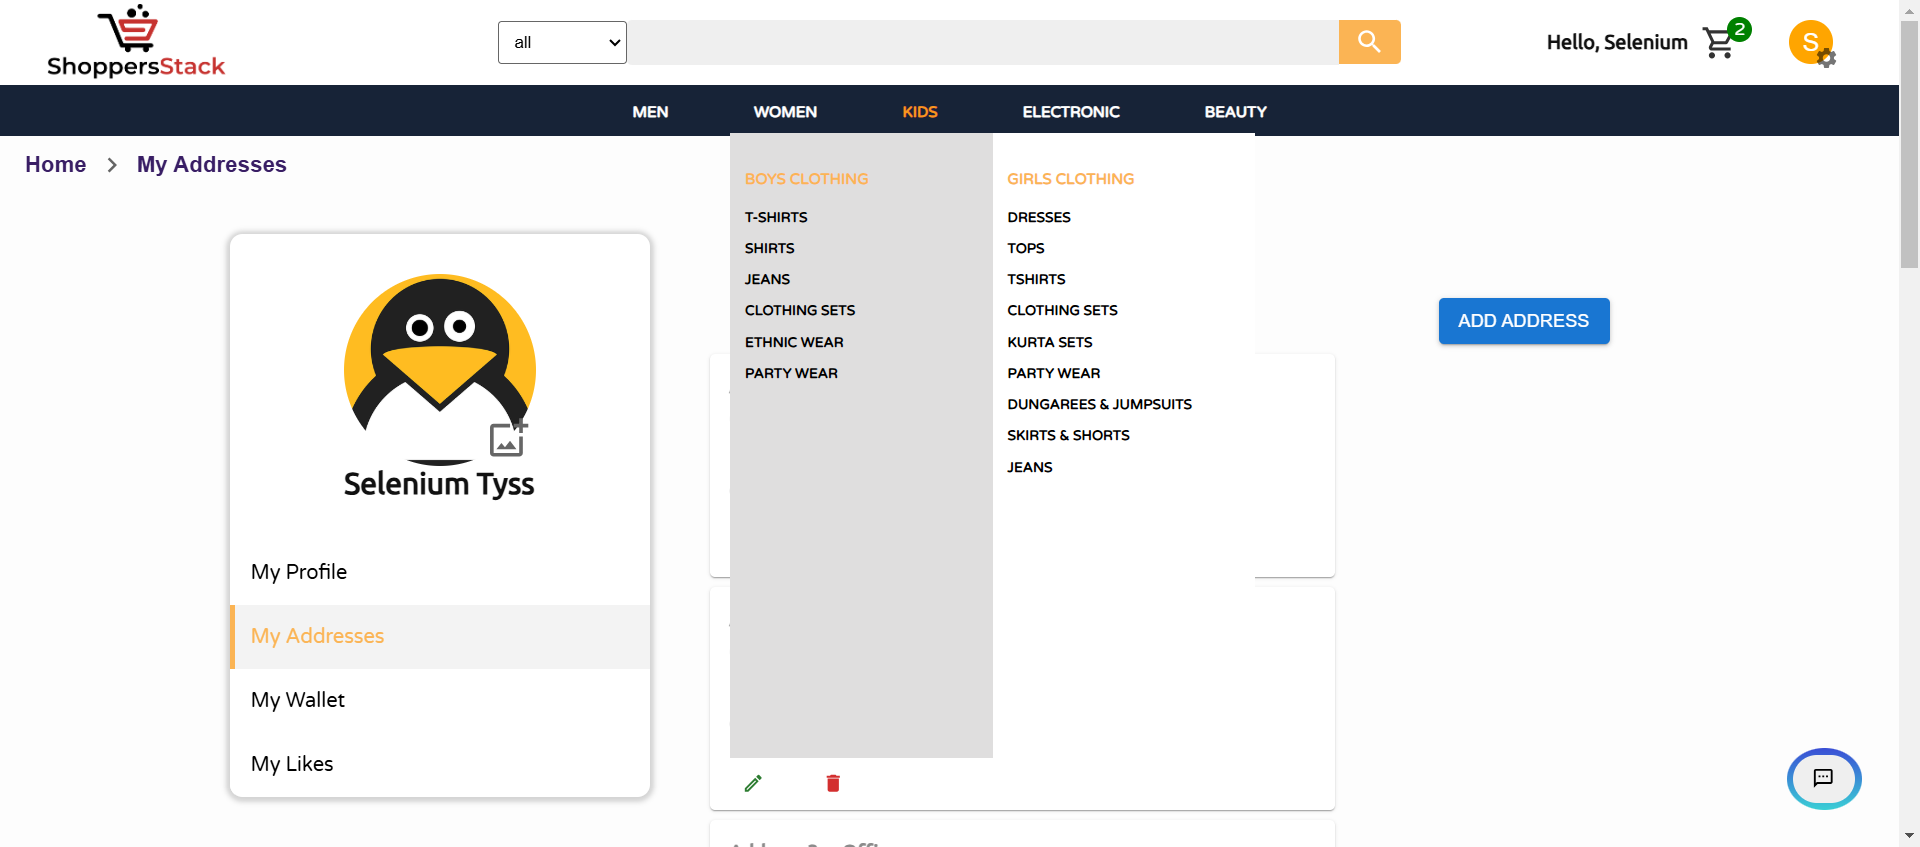 ShoppersStack
all
Hello, Selenium
2
S
MEN WOMEN KIDS ELECTRONIC BEAUTY
Home > My Addresses
BOYS CLOTHING
T-SHIRTS
SHIRTS
JEANS
CLOTHING SETS
ETHNIC WEAR
PARTY WEAR
GIRLS CLOTHING
DRESSES
TOPS
TSHIRTS
CLOTHING SETS
KURTA SETS
PARTY WEAR
DUNGAREES & JUMPSUITS
SKIRTS & SHORTS
JEANS
ADD ADDRESS
Selenium Tyss
My Profile
My Addresses
My Wallet
My Likes